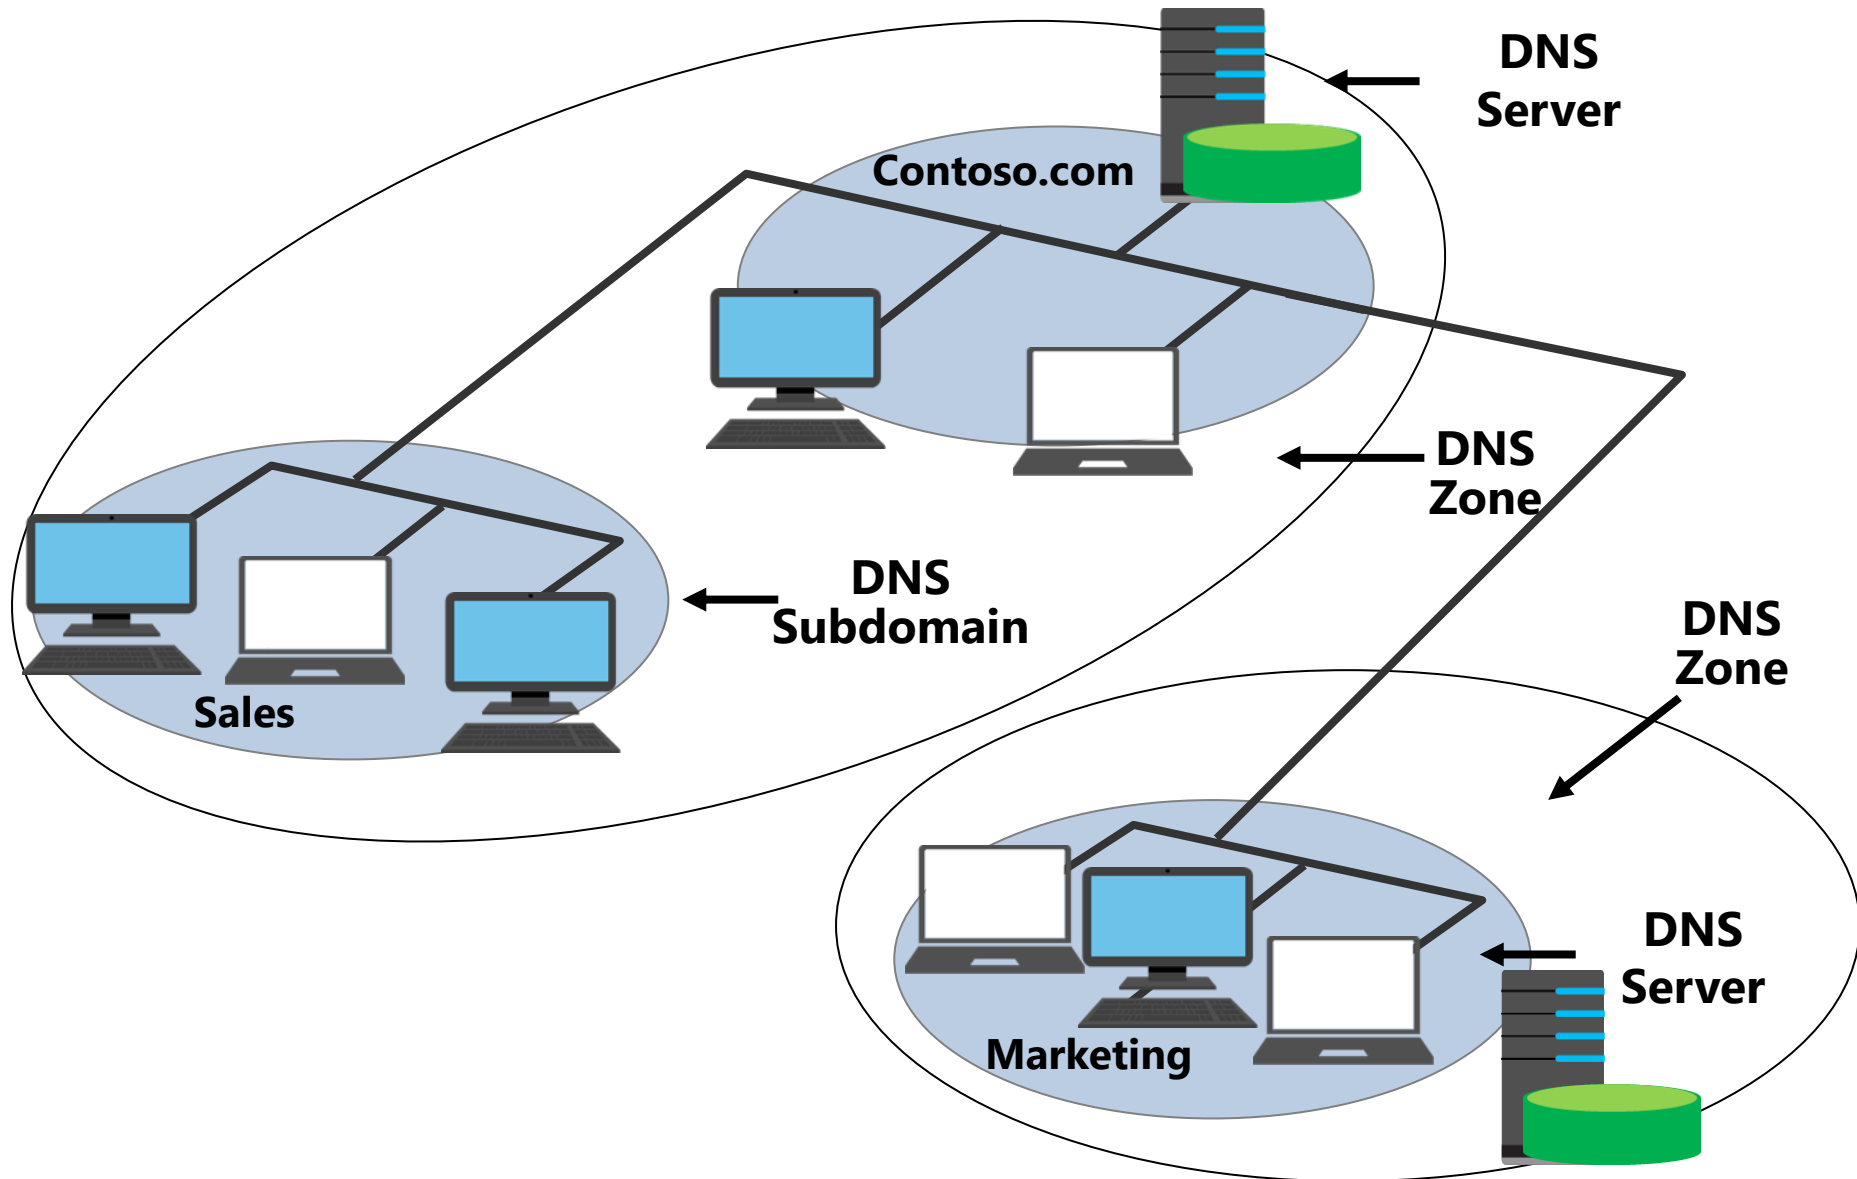 DNS
Server
Contoso.com
DNS
Zone
DNS
Subdomain
DNS
Zone
Sales
DNS
Server
Marketing